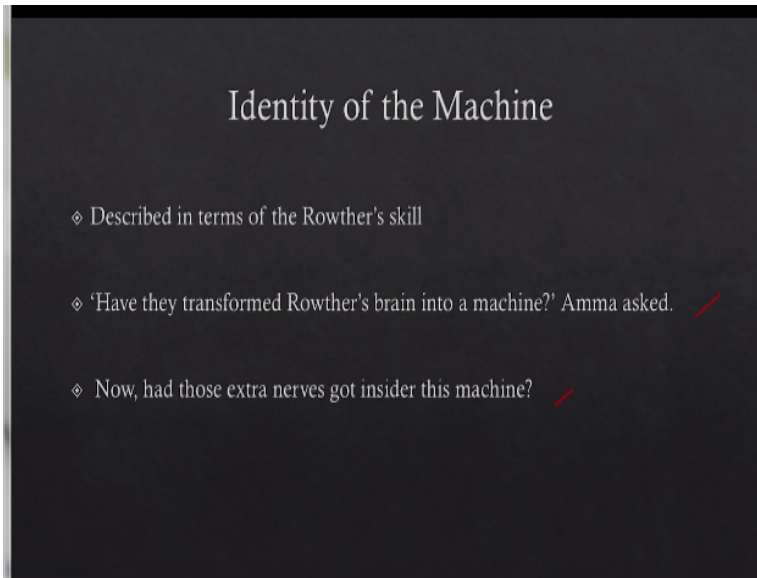 Identity of the Machine
Described in terms of the Rowther's skill
‘Have they transformed Rowther's brain into a machine?’ Amma asked.
Now, had those extra nerves got insider this machine?